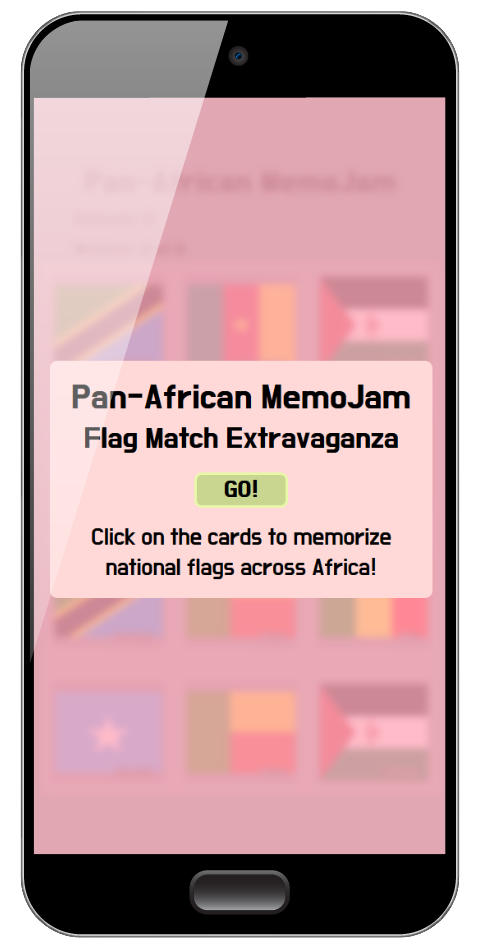 Pan-African MemoJam
Pan-African MemoJam
Flag Match Extravaganza
GO!
Click on the cards to memorize
national flags across Africa!